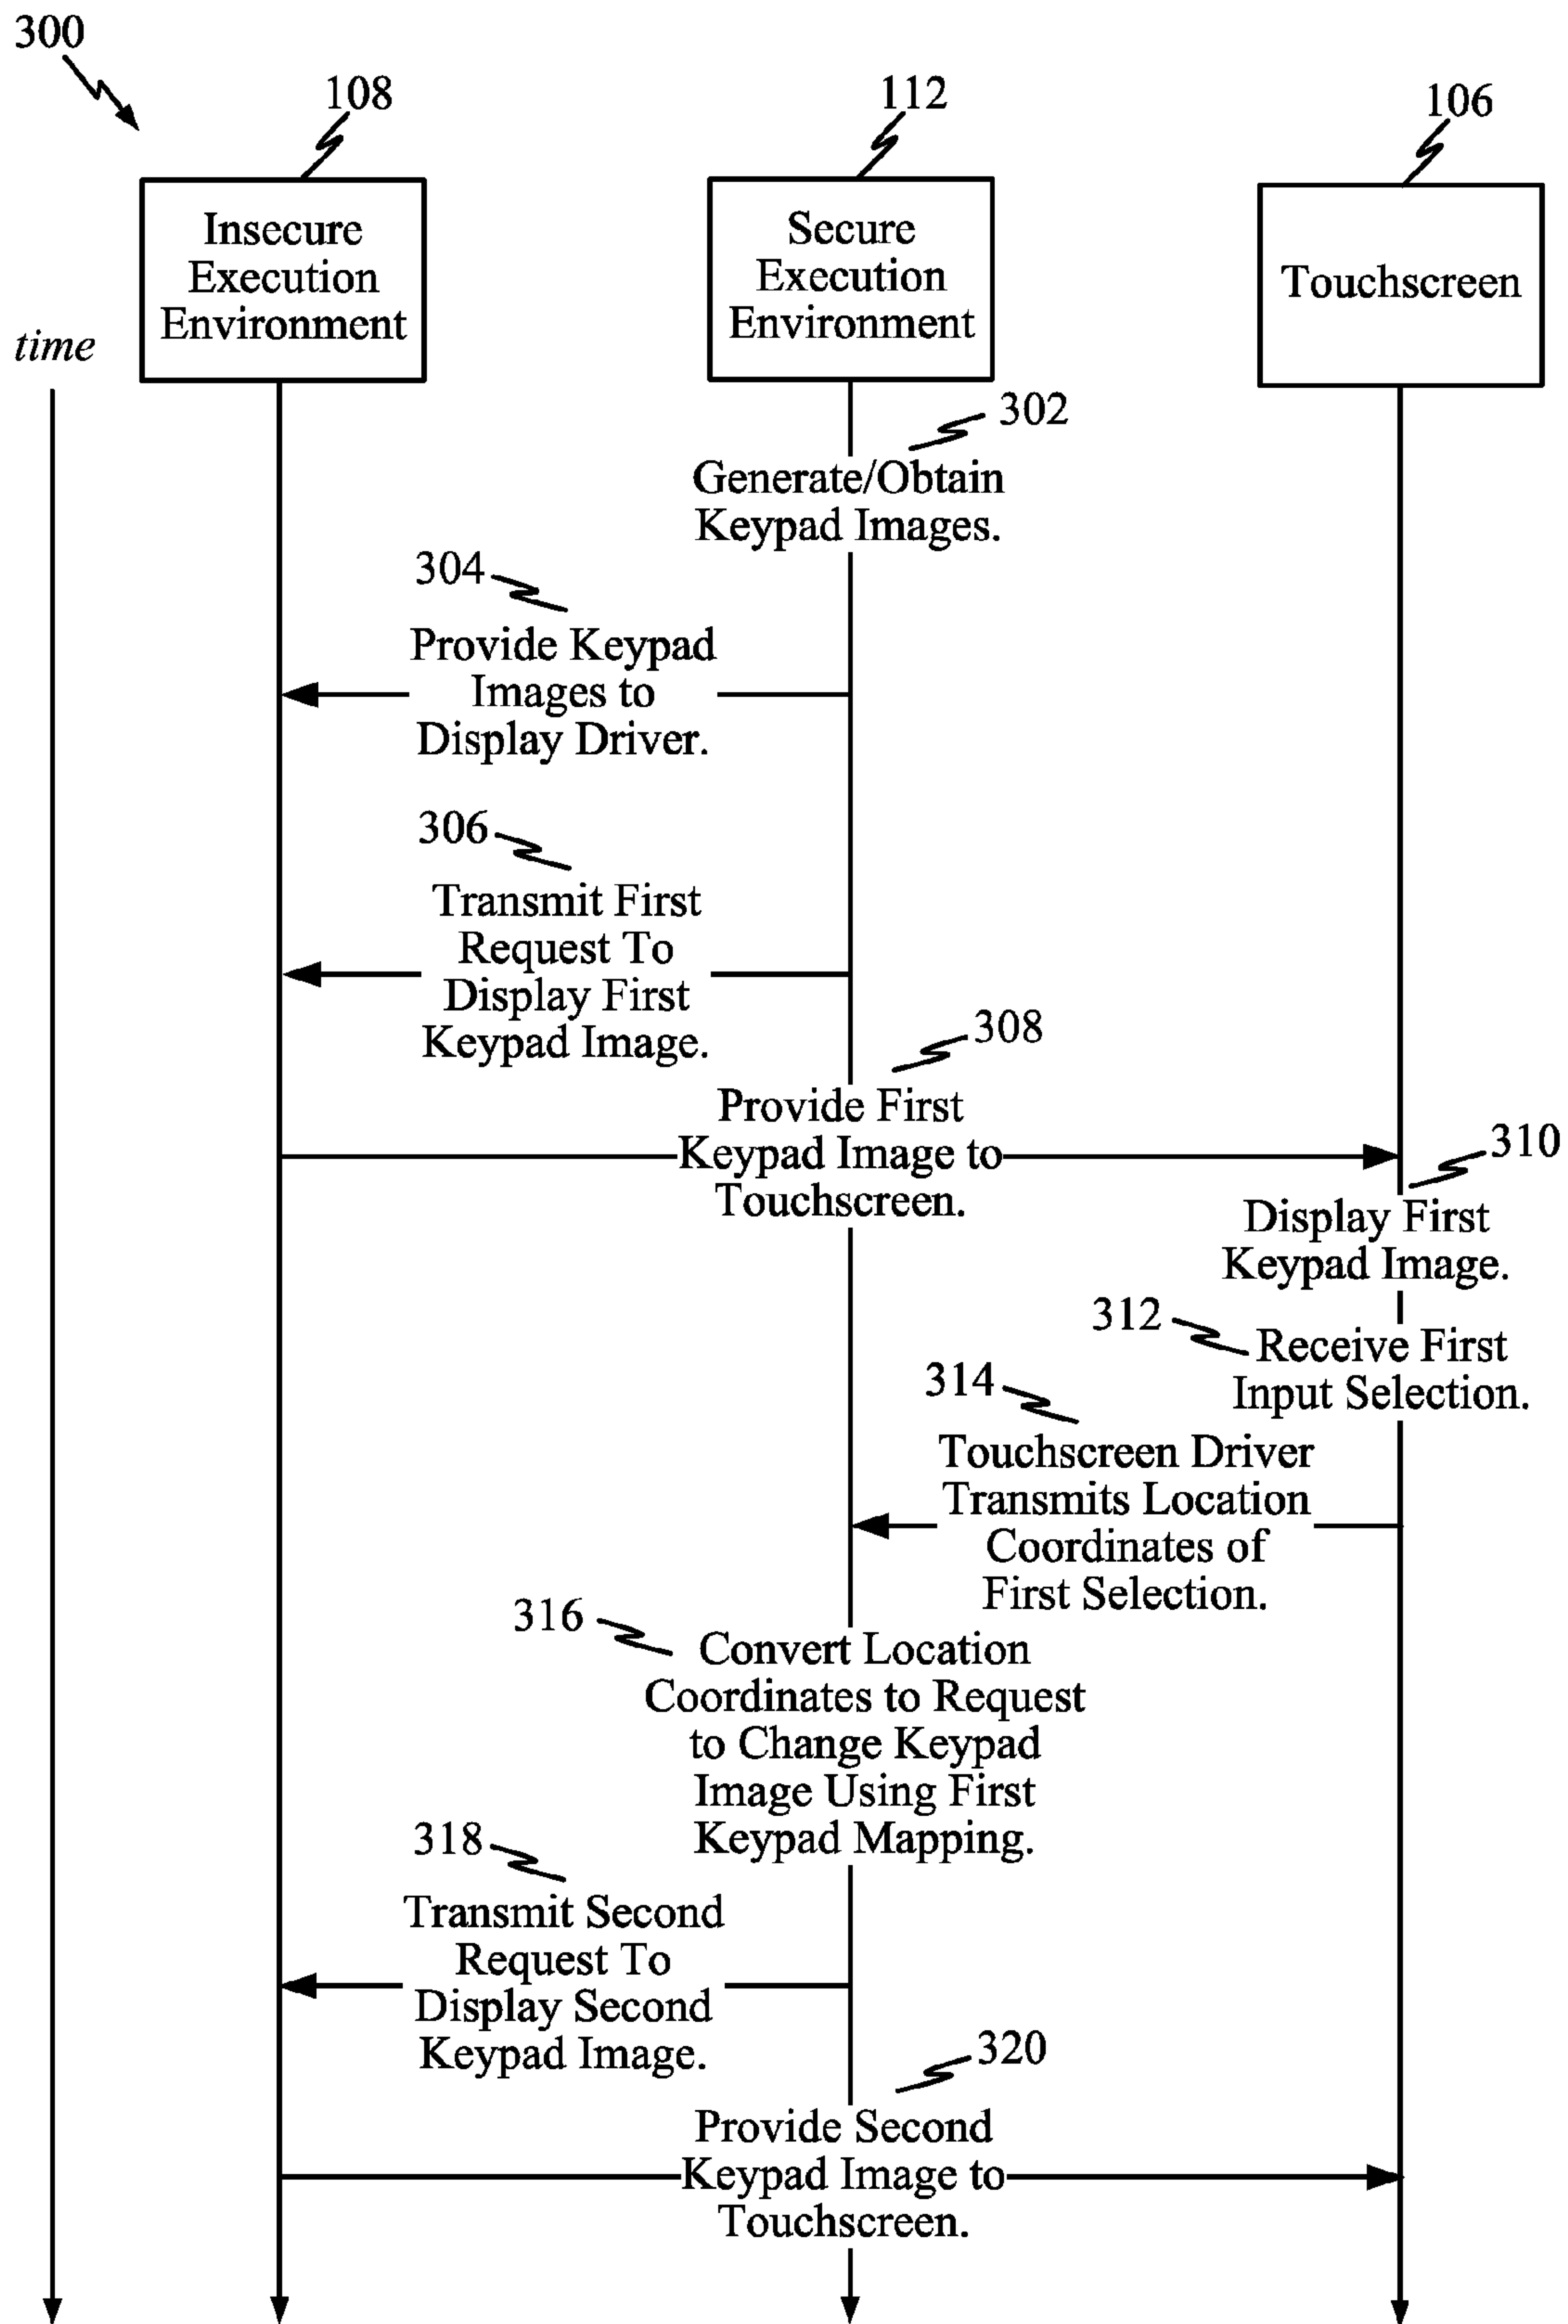 300
108
112
106
Insecure
Execution
Environment
Secure
Execution
Environment
Touchscreen
time
302
Generate/Obtain
Keypad Images.
304
Provide Keypad
Images to
Display Driver.
306
Transmit First
Request To
Display First
Keypad Image.
308
Provide First
Keypad Image to
Touchscreen.
310
Display First
Keypad Image.
312
Receive First
Input Selection.
314
Touchscreen Driver
Transmits Location
Coordinates of
First Selection.
316
Convert Location
Coordinates to Request
to Change Keypad
Image Using First
Keypad Mapping.
318
Transmit Second
Request To
Display Second
Keypad Image.
320
Provide Second
Keypad Image to
Touchscreen.